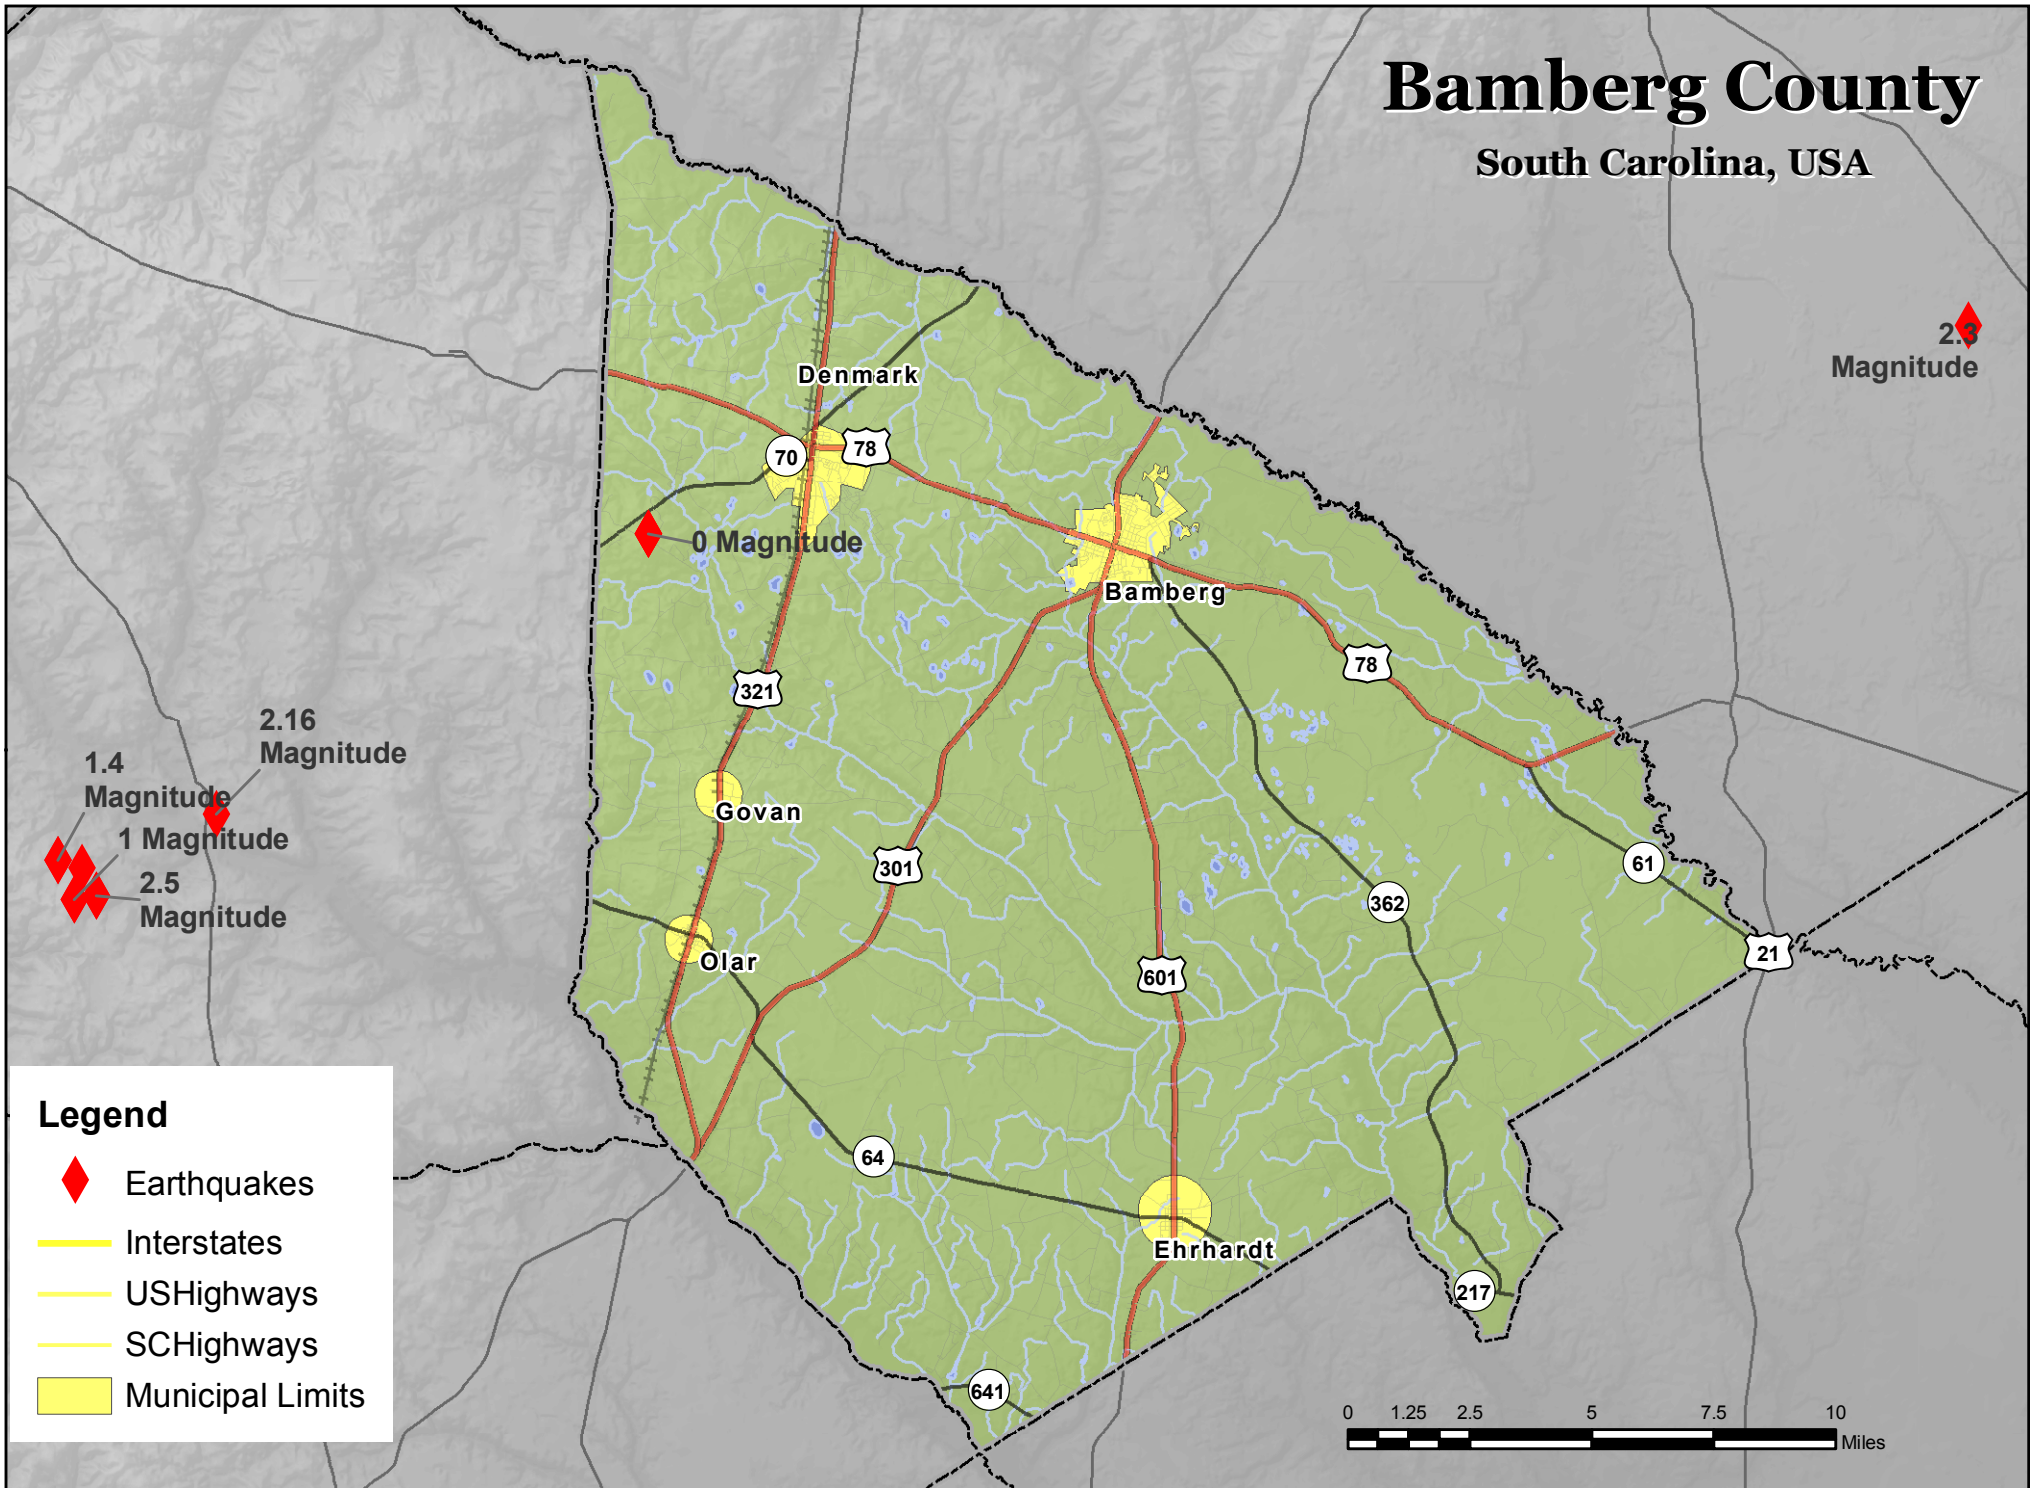 Bamberg County
South Carolina, USA
2.3
Magnitude
Denmark
70
78
0 Magnitude
Bamberg
78
321
2.16
Magnitude
1.4
Magnitude
1 Magnitude
2.5
Magnitude
Govan
301
61
362
21
Olar
601
64
Ehrhardt
217
641
Legend
Earthquakes
Interstates
USHighways
SCHighways
Municipal Limits
0 1.25 2.5 5 7.5 10
Miles